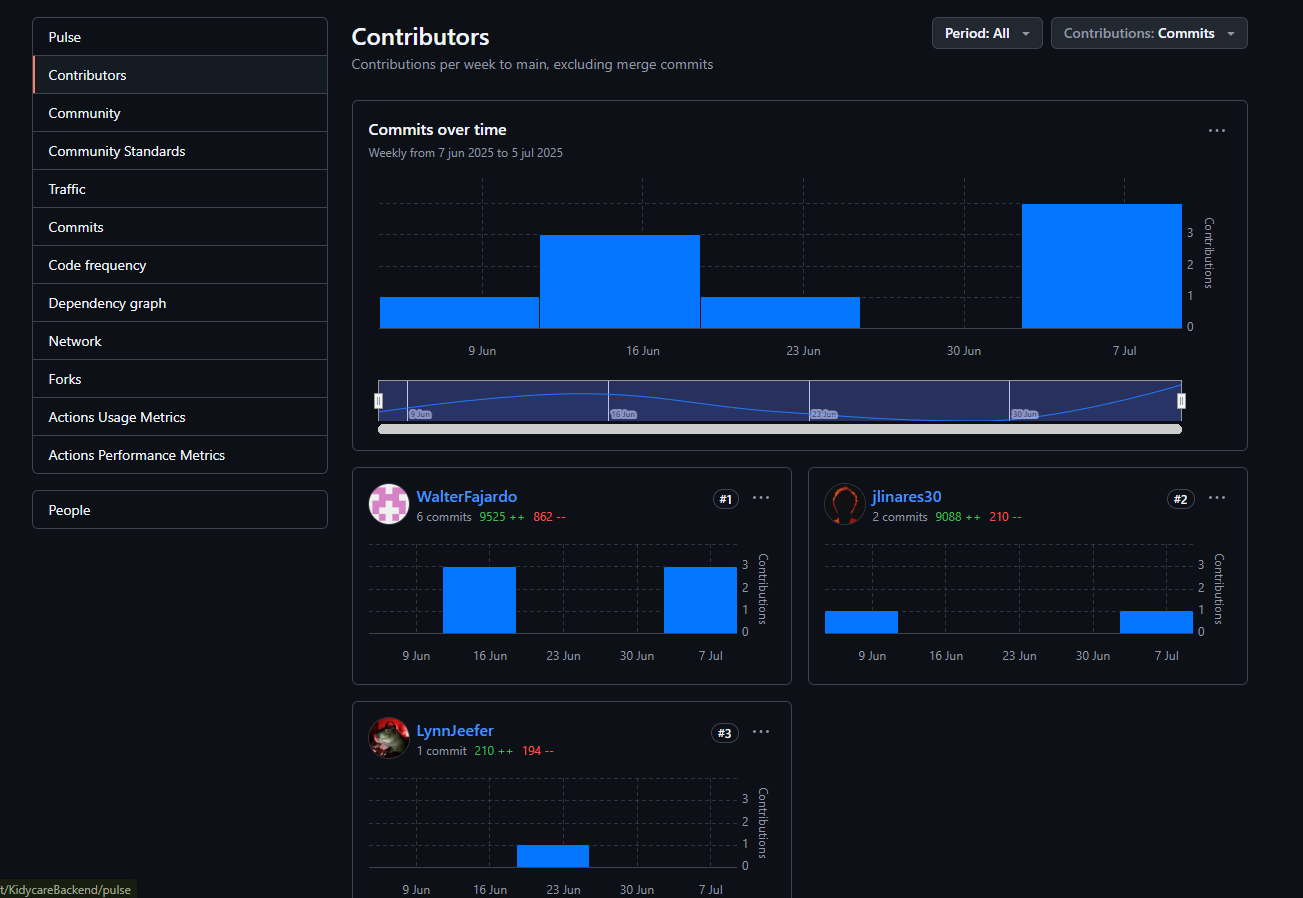 Pulse
Contributors
Community
Community Standards
Traffic
Commits
Code frequency
Dependency graph
Network
Forks
Actions Usage Metrics
Actions Performance Metrics
People
Contributors
Period: All
Contributions: Commits
Contributions per week to main, excluding merge commits
Commits over time
Weekly from 7 jun 2025 to 5 jul 2025
3
2
1
0
Contributions
9 Jun 16 Jun 23 Jun 30 Jun 7 Jul
9 Jun 16 Jun 23 Jun 30 Jun
WalterFajardo
#1
6 commits 9525 ++ 862 --
3
2
1
0
Contributions
9 Jun 16 Jun 23 Jun 30 Jun 7 Jul
jlinares30
#2
2 commits 9088 ++ 210 --
3
2
1
0
Contributions
9 Jun 16 Jun 23 Jun 30 Jun 7 Jul
LynnJeefer
#3
1 commit 210 ++ 194 --
3
2
1
0
Contributions
9 Jun 16 Jun 23 Jun 30 Jun 7 Jul
t/KidycareBackend/pulse